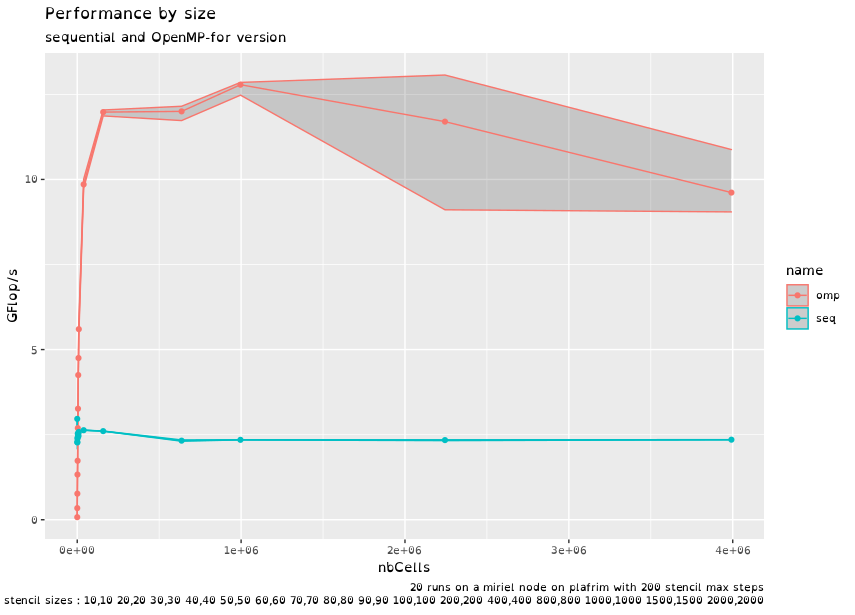 Performance by size
sequential and OpenMP-for version
GFlop/s
10
5
0
0e+00 1e+06 2e+06 3e+06 4e+06
nbCells
name
omp
seq
20 runs on a miriel node on plafrim with 200 stencil max steps
stencil sizes : 10,10 20,20 30,30 40,40 50,50 60,60 70,70 80,80 90,90 100,100 200,200 400,400 800,800 1000,1000 1500,1500 2000,2000